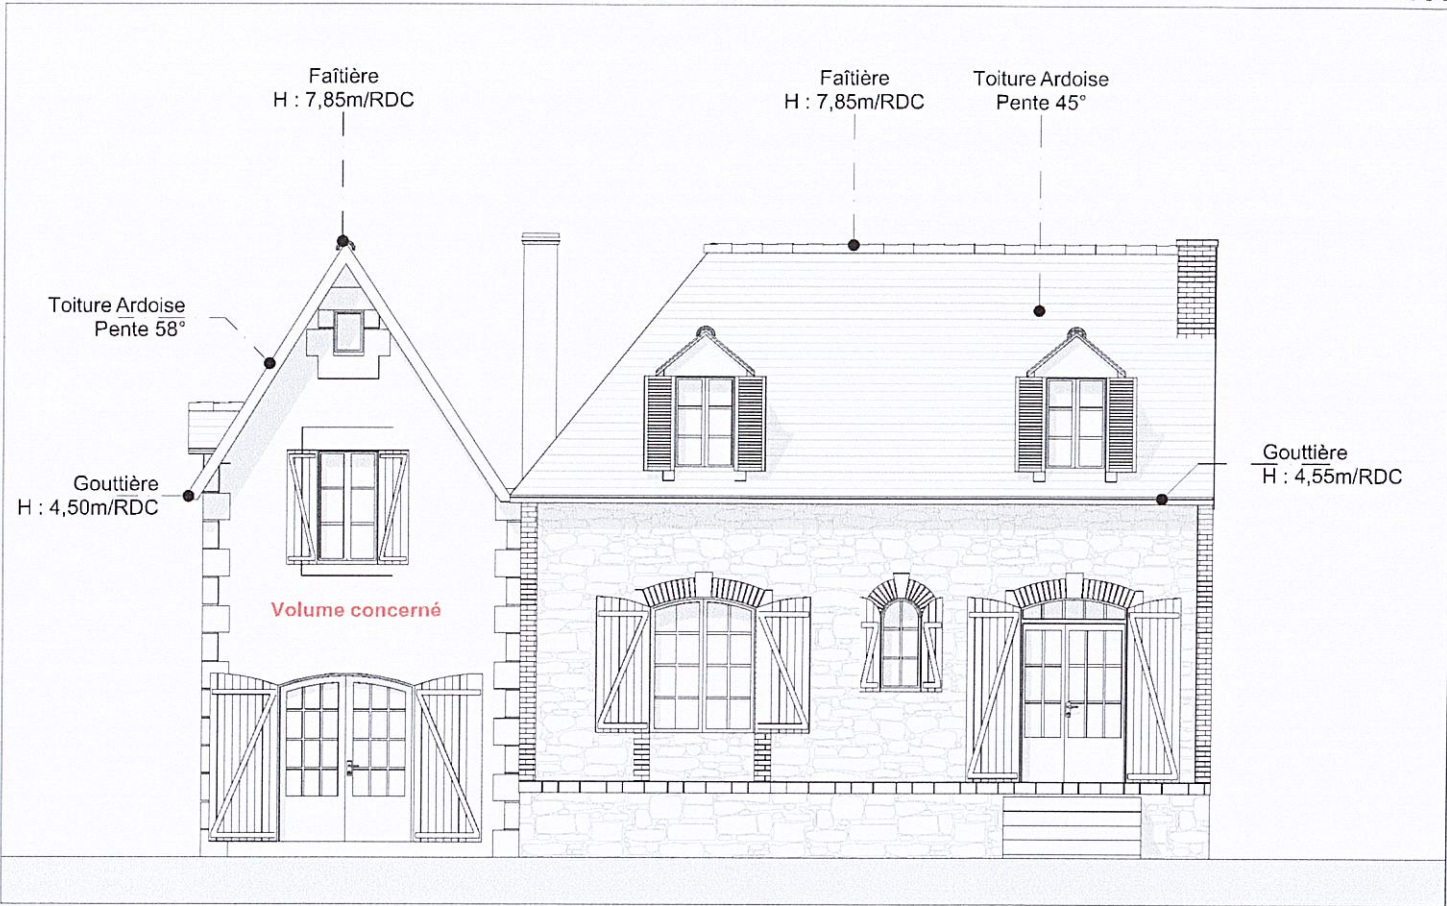 Faîtière
H : 7,85m/RDC
Faîtière
H : 7,85m/RDC
Toiture Ardoise
Pente 45°
Toiture Ardoise
Pente 58°
Gouttière
H : 4,50m/RDC
Gouttière
H : 4,55m/RDC
Volume concerné